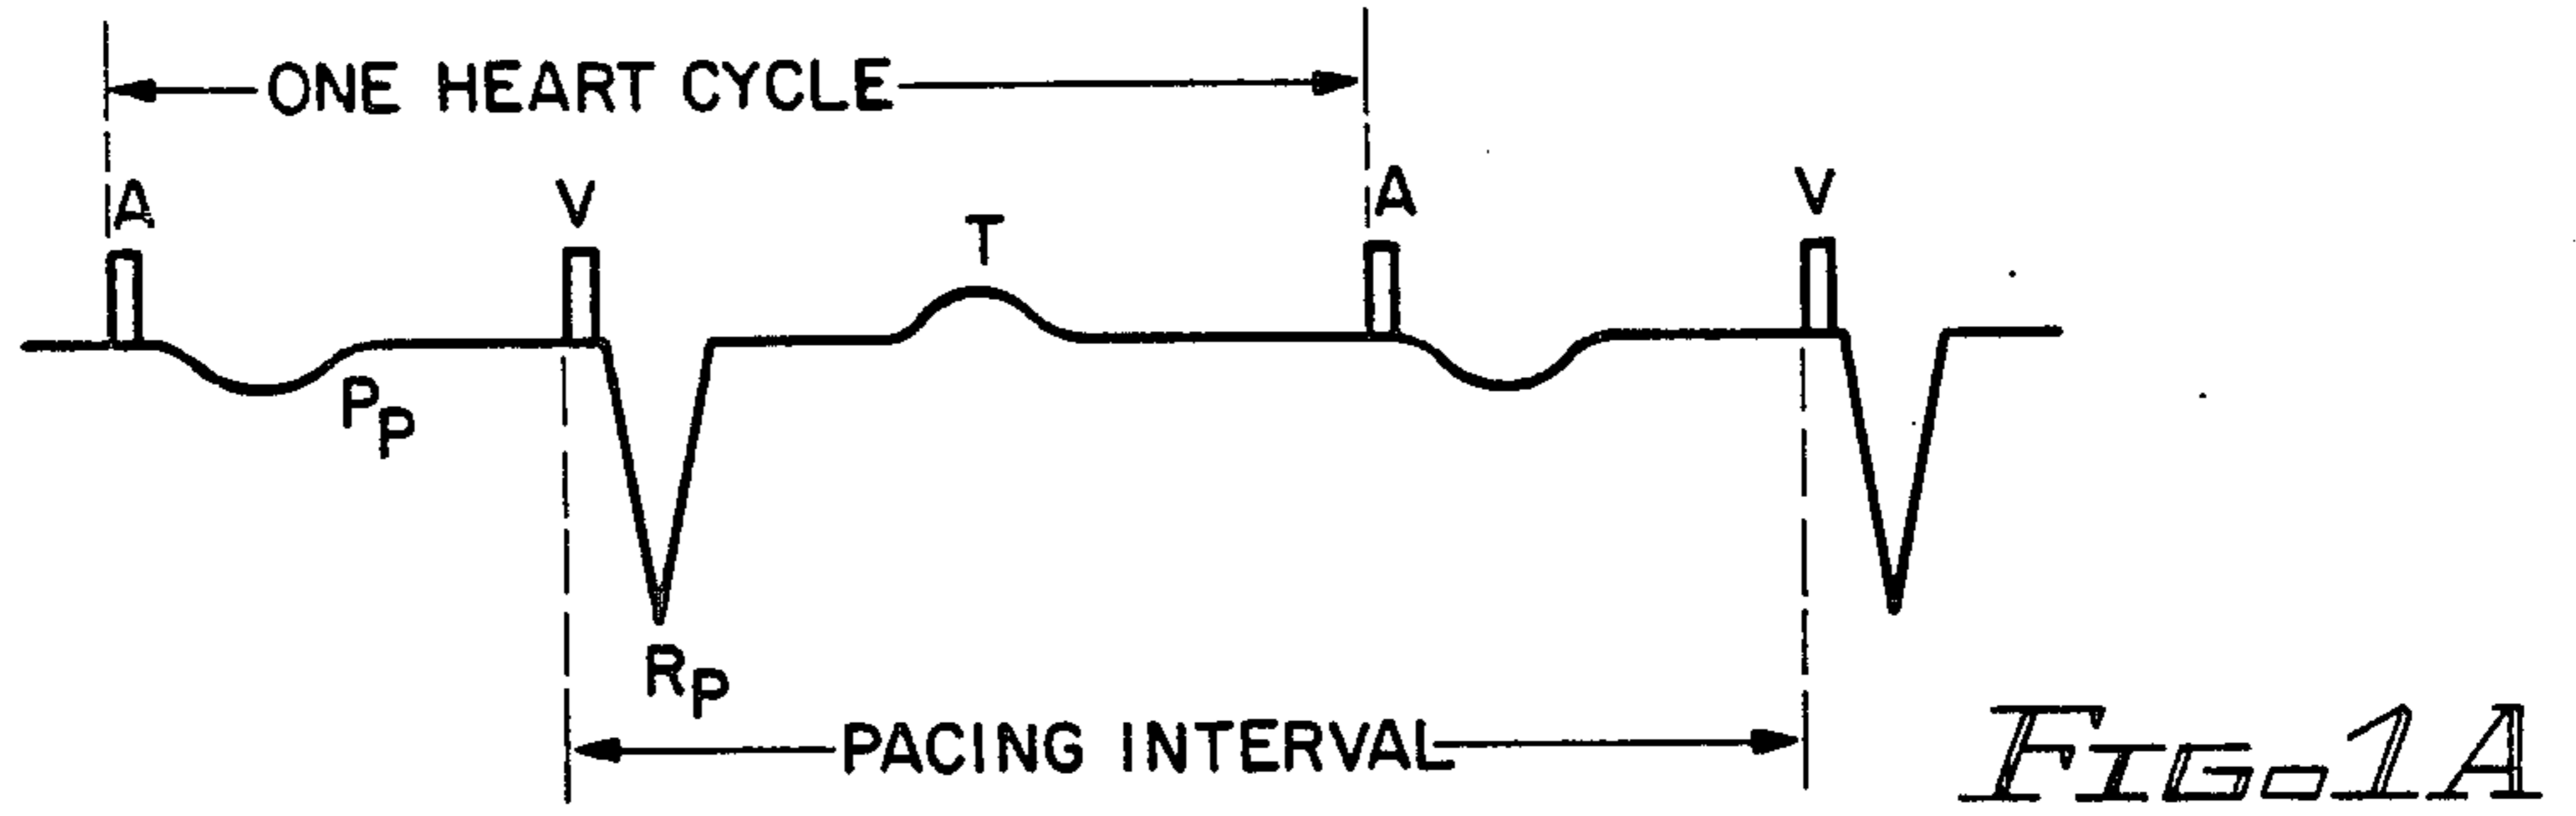 ONE HEART CYCLE
A V T A V
PP
RP
PACING INTERVAL
FIG. 1A